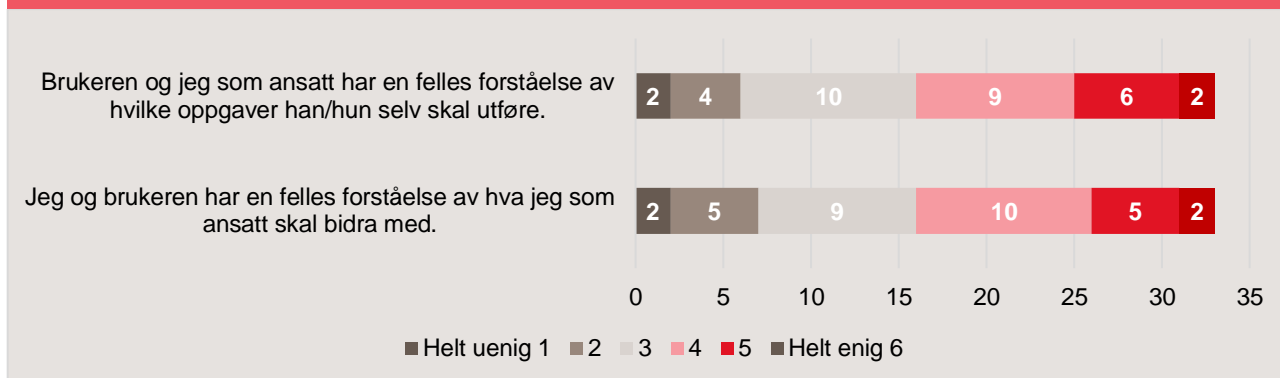 Brukeren og jeg som ansatt har en felles forståelse av
hvilke oppgaver han/hun selv skal utføre.
2 4 10 9 6 2
Jeg og brukeren har en felles forståelse av hva jeg som
ansatt skal bidra med.
2 5 9 10 5 2
0 5 10 15 20 25 30 35
Helt uenig 1 2 3 4 5 Helt enig 6